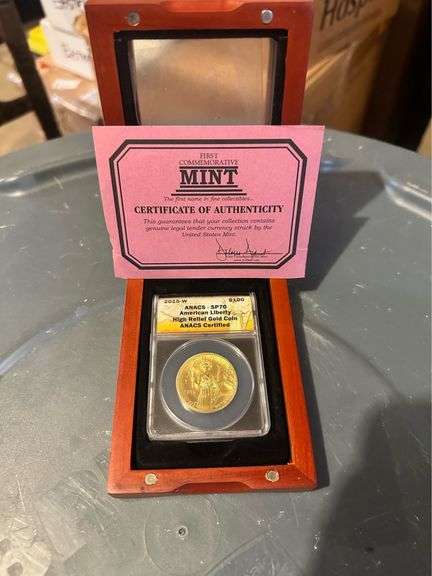 FIRST
COMMEMORATIVE
MINT
The first name in fine collectibles...
CERTIFICATE OF AUTHENTICITY
This guarantees that your collection contains
genuine legal tender currency struck by the
United States Mint.
2015-W $100
ANACS - SP70
American Liberty
High Relief Gold Coin
ANACS Certified